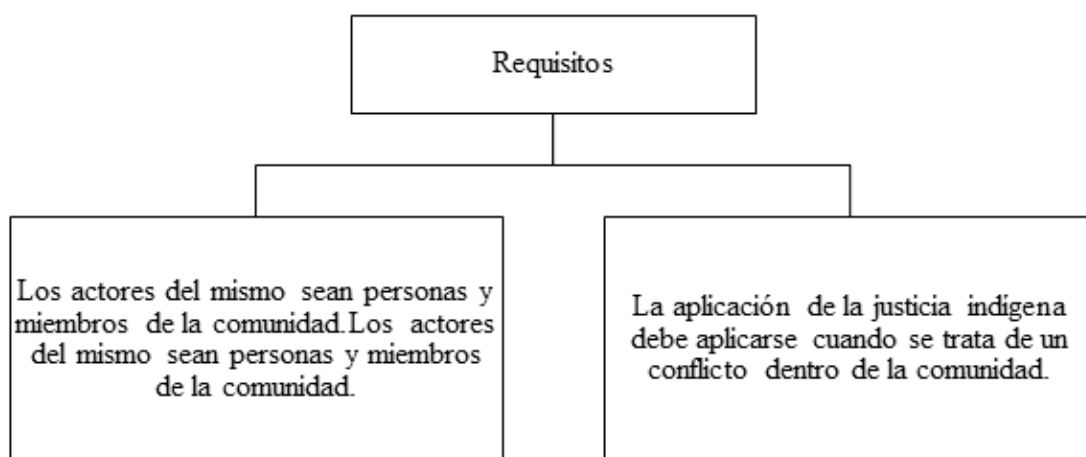 Requisitos
Los actores del mismo sean personas y
miembros de la comunidad.Los actores
del mismo sean personas y miembros
de la comunidad.
La aplicación de la justicia indígena
debe aplicarse cuando se trata de un
conflicto dentro de la comunidad.